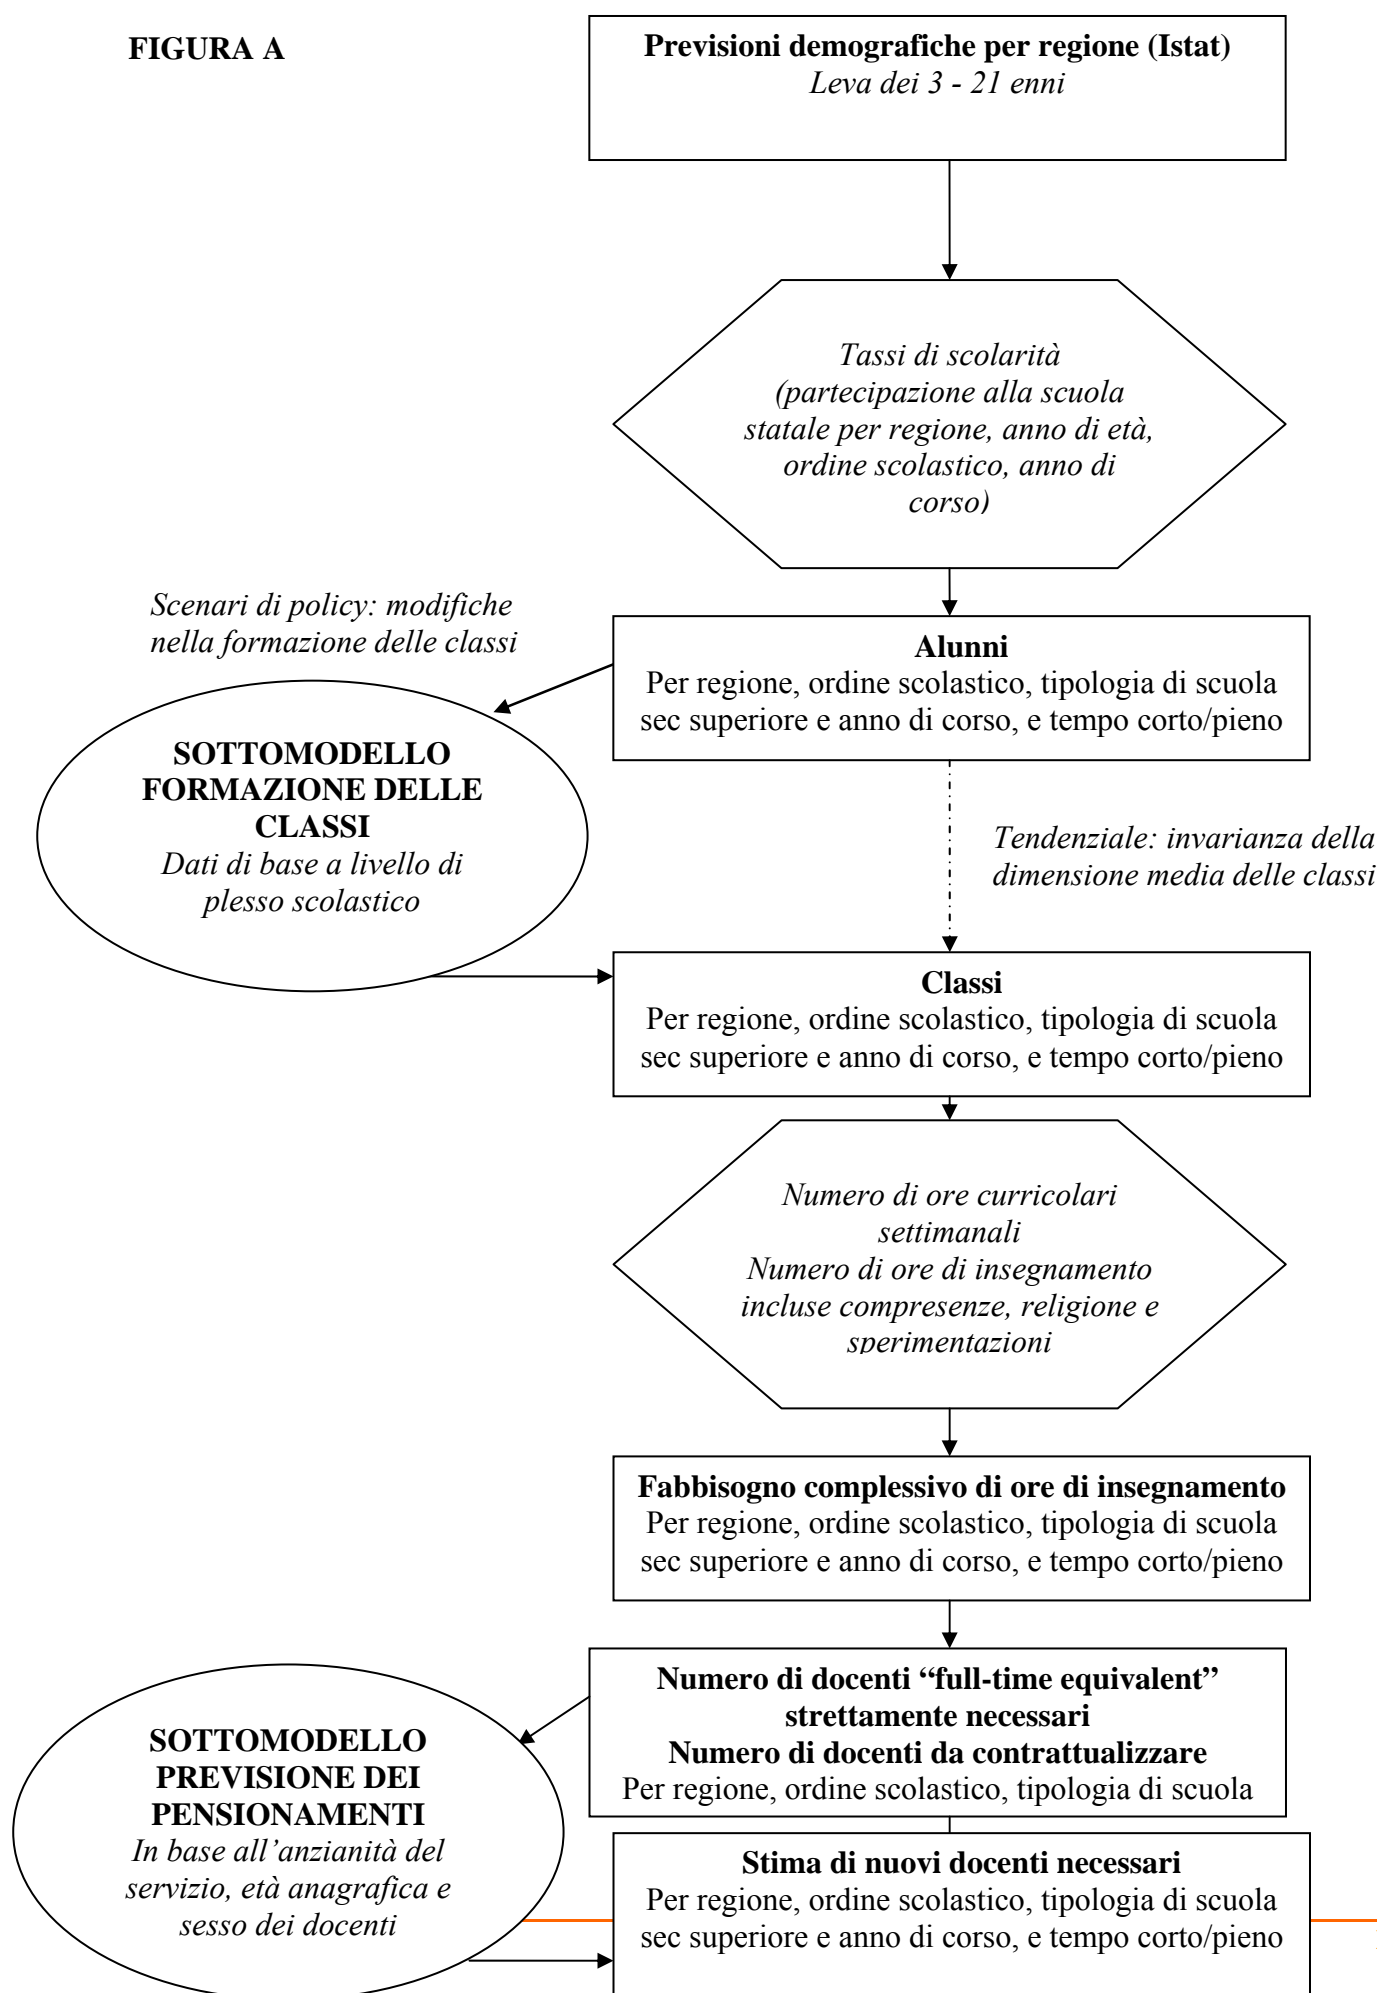 FIGURA A
Previsioni demografiche per regione (Istat)
Leva dei 3 - 21 enni
Tassi di scolarità
(partecipazione alla scuola
statale per regione, anno di età,
ordine scolastico, anno di
corso)
Scenari di policy: modifiche
nella formazione delle classi
Alunni
Per regione, ordine scolastico, tipologia di scuola
sec superiore e anno di corso, e tempo corto/pieno
SOTTOMODELLO
FORMAZIONE DELLE
CLASSI
Dati di base a livello di
plesso scolastico
Tendenziale: invarianza della
dimensione media delle classi
Classi
Per regione, ordine scolastico, tipologia di scuola
sec superiore e anno di corso, e tempo corto/pieno
Numero di ore curricolari
settimanali
Numero di ore di insegnamento
incluse compresenze, religione e
sperimentazioni
Fabbisogno complessivo di ore di insegnamento
Per regione, ordine scolastico, tipologia di scuola
sec superiore e anno di corso, e tempo corto/pieno
Numero di docenti “full-time equivalent”
strettamente necessari
Numero di docenti da contrattualizzare
Per regione, ordine scolastico, tipologia di scuola
SOTTOMODELLO
PREVISIONE DEI
PENSIONAMENTI
In base all’anzianità del
servizio, età anagrafica e
sesso dei docenti
Stima di nuovi docenti necessari
Per regione, ordine scolastico, tipologia di scuola
sec superiore e anno di corso, e tempo corto/pieno